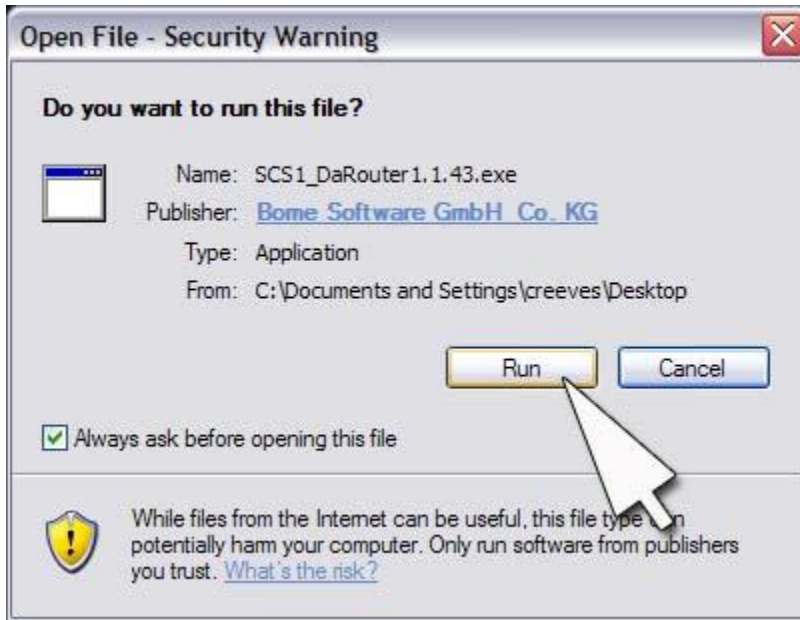 Open File - Security Warning
Do you want to run this file?
Name: SCS1_DaRouter1.1.43.exe
Publisher: Bome Software GmbH Co. KG
Type: Application
From: C:\Documents and Settings\creeves\Desktop
Run Cancel
Always ask before opening this file
While files from the Internet can be useful, this file type can
potentially harm your computer. Only run software from publishers
you trust. What's the risk?